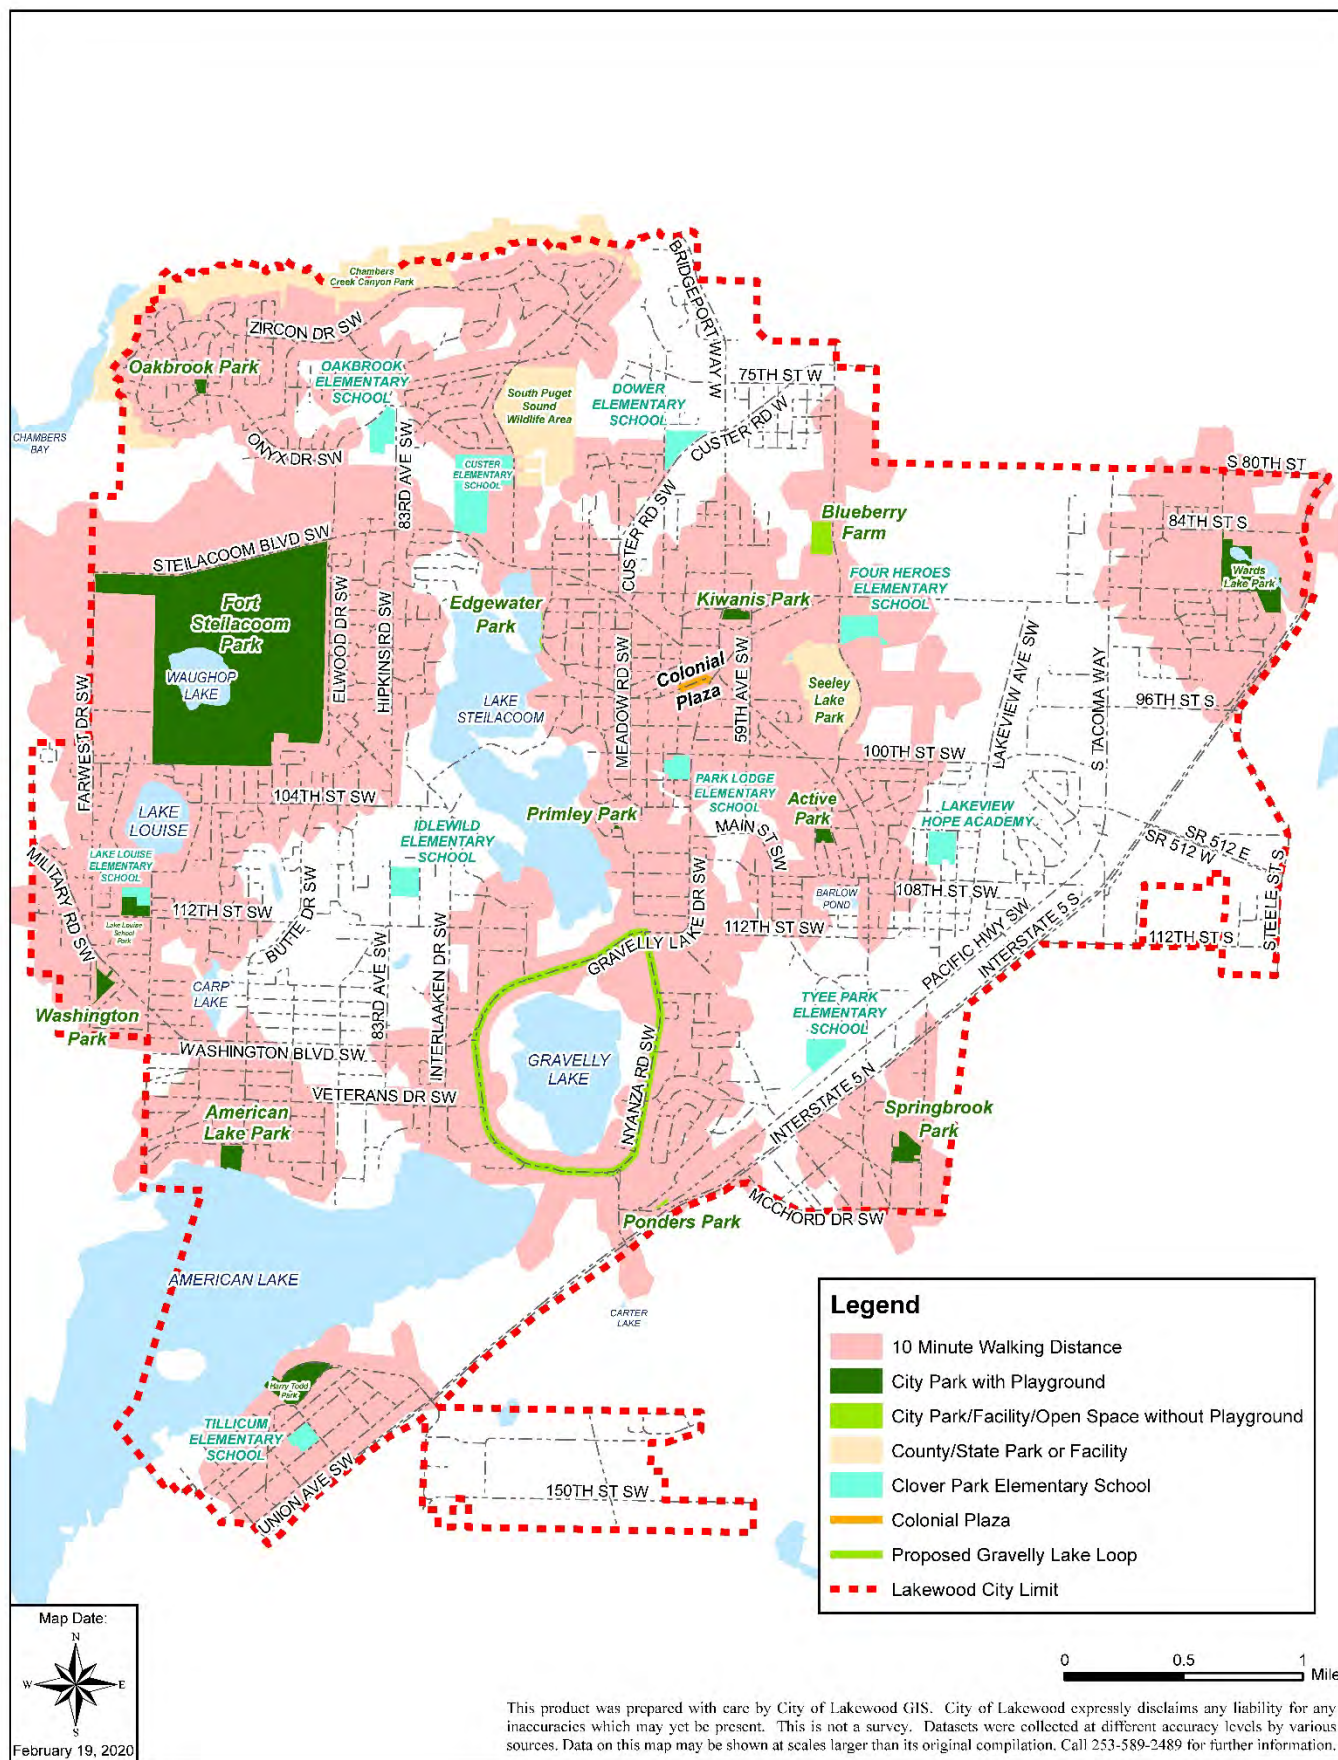 Chambers
Creek Canyon Park
BRIDGEPORT WAY W
ZIRCON DR SW
Oakbrook Park
OAKBROOK
ELEMENTARY
SCHOOL
South Puget
Sound
Wildlife Area
DOWER
ELEMENTARY
SCHOOL
75TH ST W
CUSTER RD W
CHAMBERS
BAY
ONYX DR SW
83RD AVE SW
CUSTER
ELEMENTARY
SCHOOL
S 80TH ST
CUSTER RD SW
Blueberry
Farm
84TH ST S
STEILACOOM BLVD SW
Wards
Lake Park
FOUR HEROES
ELEMENTARY
SCHOOL
Fort
Steilacoom
Park
Edgewater
Park
Kiwanis Park
ELWOOD DR SW
HIPKINS RD SW
WAUGHOP
LAKE
LAKE
STEILACOOM
MEADOW RD SW
Colonial
Plaza
59TH AVE SW
Seeley
Lake
Park
LAKEVIEW AVE SW
S TACOMA WAY
96TH ST S
FARWEST DR SW
100TH ST SW
104TH ST SW
PARK LODGE
ELEMENTARY
SCHOOL
LAKE
LOUISE
IDLEWILD
ELEMENTARY
SCHOOL
Primley Park
Active
Park
MAIN ST SW
LAKEVIEW
HOPE ACADEMY
SR 512 E
SR 512 W
LAKE LOUISE
ELEMENTARY
SCHOOL
MILITARY RD SW
Lake Louise
School
Park
112TH ST SW
BUTTE DR SW
BARLOW
POND
108TH ST SW
STEELE ST S
GRAVELLY LAKE DR SW
112TH ST SW
112TH ST S
PACIFIC HWY SW
INTERSTATE 5 S
CARP
LAKE
83RD AVE SW
INTERLAAKEN DR SW
Washington
Park
TYEE PARK
ELEMENTARY
SCHOOL
WASHINGTON BLVD SW
GRAVELLY
LAKE
NYANZA RD SW
VETERANS DR SW
INTERSTATE 5 N
American
Lake Park
Springbrook
Park
Ponders Park
MCCHORD DR SW
AMERICAN LAKE
CARTER
LAKE
Harry Todd
Park
TILLICUM
ELEMENTARY
SCHOOL
UNION AVE SW
150TH ST SW
Legend
10 Minute Walking Distance
City Park with Playground
City Park/Facility/Open Space without Playground
County/State Park or Facility
Clover Park Elementary School
Colonial Plaza
Proposed Gravelly Lake Loop
Lakewood City Limit
Map Date:
N
W E
S
February 19, 2020
0 0.5 1
Mile
This product was prepared with care by City of Lakewood GIS. City of Lakewood expressly disclaims any liability for any
inaccuracies which may yet be present. This is not a survey. Datasets were collected at different accuracy levels by various
sources. Data on this map may be shown at scales larger than its original compilation. Call 253-589-2489 for further information.